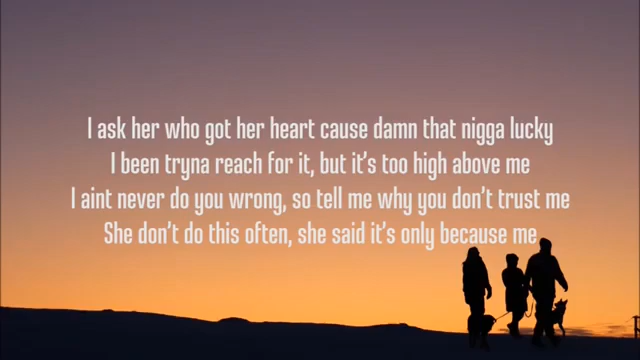 I ask her who got her heart cause damn that nigga lucky
I been tryna reach for it, but it's too high above me
I aint never do you wrong, so tell me why you don't trust me
She don't do this often, she said it's only because me